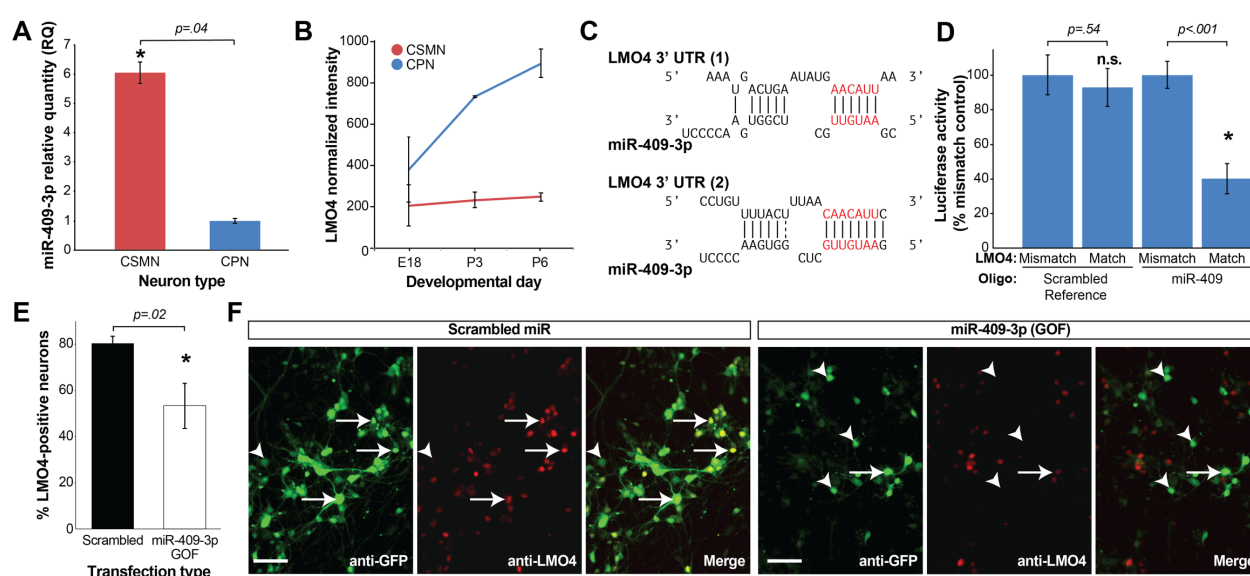 A
miR-409-3p relative quantity (RQ)
p=.04
*
7
6
5
4
3
2
1
0
CSMN
CPN
Neuron type
B
LMO4 normalized intensity
1000
800
600
400
200
0
CSMN
CPN
E18
P3
P6
Developmental day
C
LMO4 3’ UTR (1)
5’ AAA G AUAUG AA 3’
U ACUGA AACAUU
3’ A UGGCU UUGUAA 5’
UCCCCA G CG GC
miR-409-3p
LMO4 3’ UTR (2)
5’ CCUGU UUAA 3’
UUUACU CAACAUUC
3’ AAGUGG GUUGUAAG 5’
UCCCC CUC
miR-409-3p
D
Luciferase activity
(% mismatch control)
p=.54
p<.001
n.s.
*
100
80
60
40
20
0
LMO4: Mismatch Match Mismatch Match
Oligo: Scrambled miR-409
Reference
E
% LMO4-positive neurons
p=.02
*
80
60
40
20
0
Scrambled miR-409-3p
GOF
Transfection type
F
Scrambled miR
miR-409-3p (GOF)
anti-GFP
anti-LMO4
Merge
anti-GFP
anti-LMO4
Merge